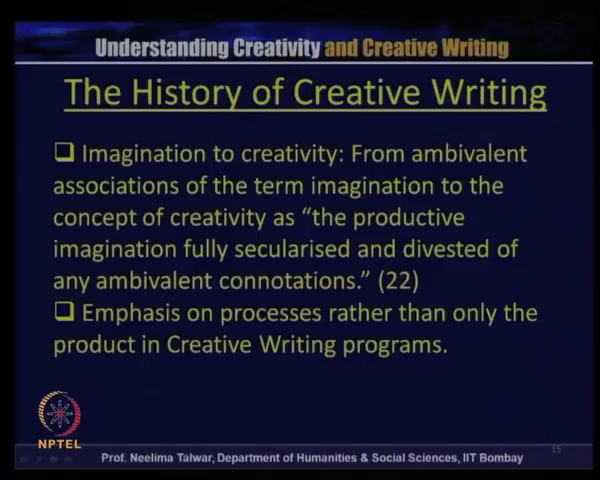 Understanding Creativity and Creative Writing
The History of Creative Writing
❑ Imagination to creativity: From ambivalent
associations of the term imagination to the
concept of creativity as “the productive
imagination fully secularised and divested of
any ambivalent connotations.” (22)
❑ Emphasis on processes rather than only the
product in Creative Writing programs.
NPTEL
15
Prof. Neelima Talwar, Department of Humanities & Social Sciences, IIT Bombay